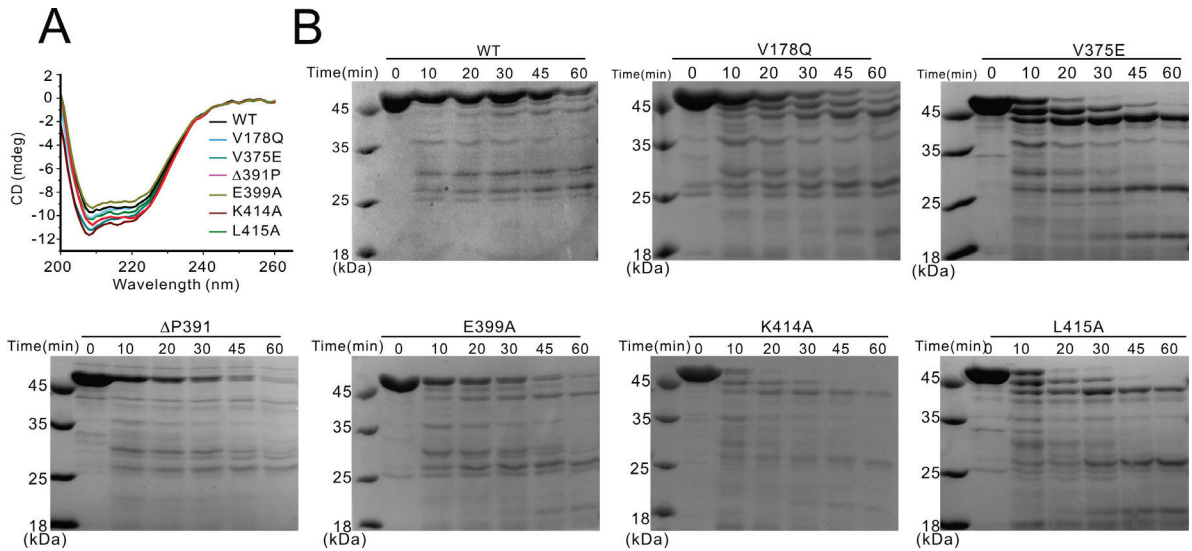 A
2
0
-2
-4
-6
-8
-10
-12
CD (mdeg)
200 220 240 260
Wavelength (nm)
WT
V178Q
V375E
Δ391P
E399A
K414A
L415A
B
WT
Time(min) 0 10 20 30 45 60
45
35
25
18
(kDa)
V178Q
Time(min) 0 10 20 30 45 60
45
35
25
18
(kDa)
V375E
Time(min) 0 10 20 30 45 60
45
35
25
18
(kDa)
ΔP391
Time(min) 0 10 20 30 45 60
45
35
25
18
(kDa)
E399A
Time(min) 0 10 20 30 45 60
45
35
25
18
(kDa)
K414A
Time(min) 0 10 20 30 45 60
45
35
25
18
(kDa)
L415A
Time(min) 0 10 20 30 45 60
45
35
25
18
(kDa)